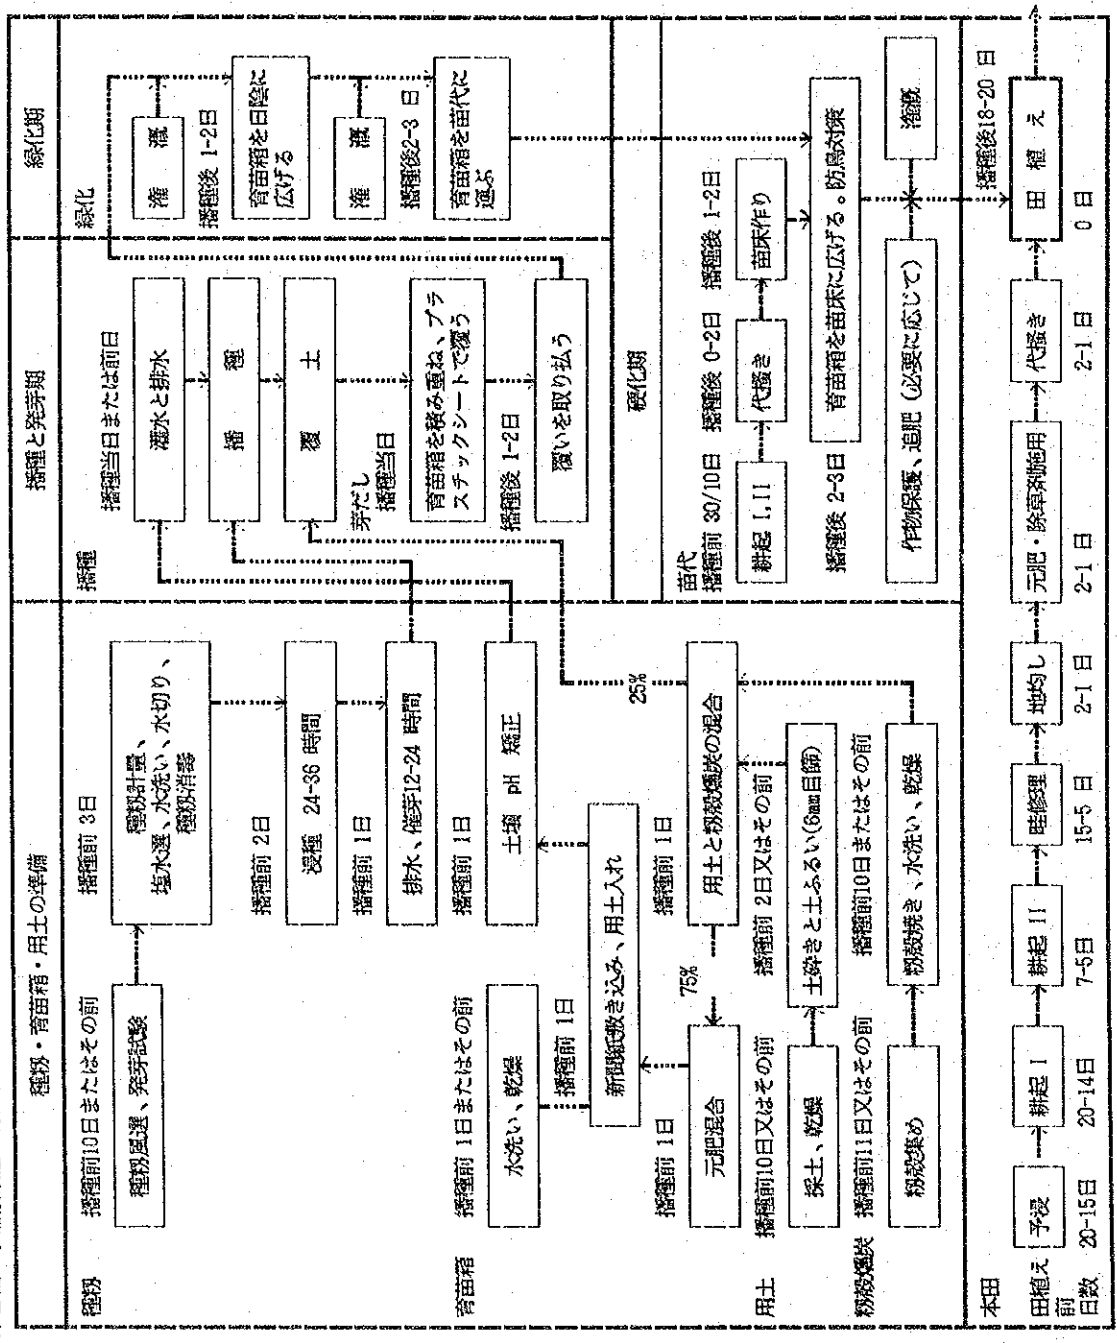 種籾・育苗箱・用土の準備
播種と発芽期
緑化期
種籾
播種前10日またはその前
種籾風選、発芽試験
播種前 3日
種籾計量、
塩水選、水洗い、水切り、
種籾消毒
播種前 2日
浸種 24-36 時間
播種前 1日
排水、催芽12-24 時間
育苗箱
播種前 1日またはその前
水洗い、乾燥
播種前 1日
土壌 pH 矯正
播種前 1日
新聞紙敷き込み、用土入れ
播種前 1日
元肥混合
75%
播種前 1日
用土と籾殻燻炭の混合
25%
用土
播種前10日又はその前
採土、乾燥
播種前 2日又はその前
土砕きと土ふるい(6mm目篩)
籾殻燻炭
播種前11日又はその前
籾殻集め
播種前10日またはその前
籾殻焼き、水洗い、乾燥
播種
播種当日または前日
灌水と排水
播 種
覆 土
芽だし
播種当日
育苗箱を積み重ね、プラ
スチックシートで覆う
播種後 1-2日
覆いを取り払う
緑化
灌 漑
播種後 1-2日
育苗箱を日陰に
広げる
灌 漑
播種後2-3 日
育苗箱を苗代に
運ぶ
硬化期
苗代
播種前 30/10日
耕起 I,II
播種後 0-2日
代掻き
播種後 1-2日
苗床作り
播種後 2-3日
育苗箱を苗床に広げる。防鳥対策
作物保護、追肥 (必要に応じて)
灌漑
本田
予浸
耕起 I
耕起 II
畦修理
地均し
元肥・除草剤施用
代掻き
播種後18-20 日
田 植 え
田植え
前
日数
20-15日
20-14日
7-5日
15-5 日
2-1 日
2-1 日
2-1 日
0 日